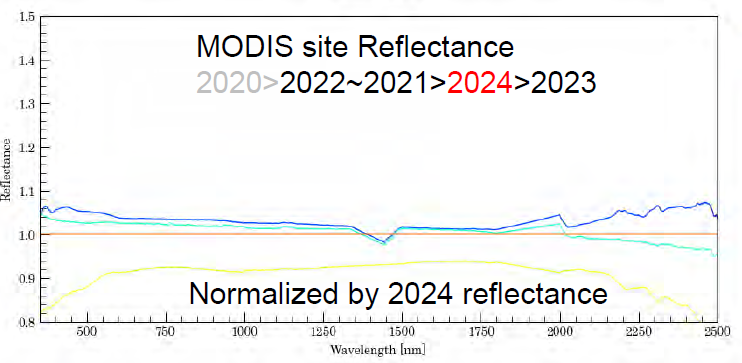 1.5
MODIS site Reflectance
1.4
2020>2022~2021>2024>2023
1.3
1.2
Reflectance
1.1
1.0
0.9
Normalized by 2024 reflectance
0.8
500 750 1000 1250 1500 1750 2000 2250 2500
Wavelength [nm]